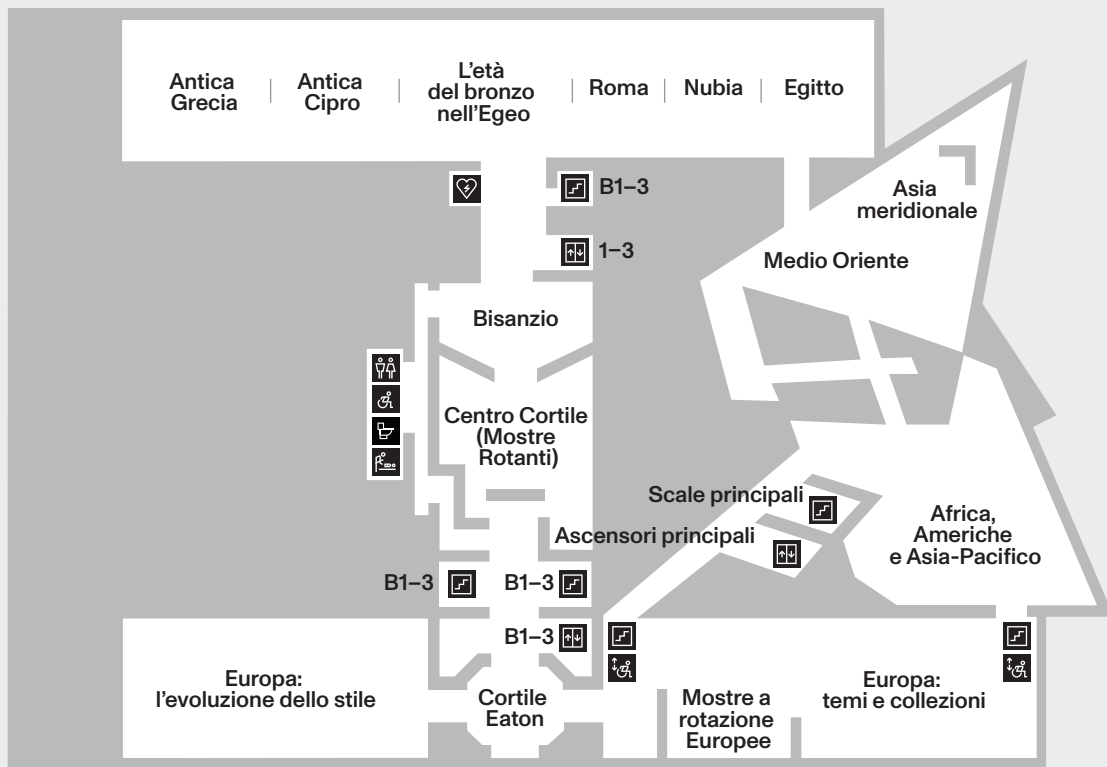 Antica
Grecia
Antica
Cipro
L'età
del bronzo
nell'Egeo
Roma
Nubia
Egitto
B1–3
1–3
Asia
meridionale
Medio Oriente
Bisanzio
Centro Cortile
(Mostre
Rotanti)
Scale principali
Ascensori principali
Africa,
Americhe
e Asia-Pacifico
B1–3
B1–3
B1–3
Europa:
l'evoluzione dello stile
Cortile
Eaton
Mostre a
rotazione
Europee
Europa:
temi e collezioni